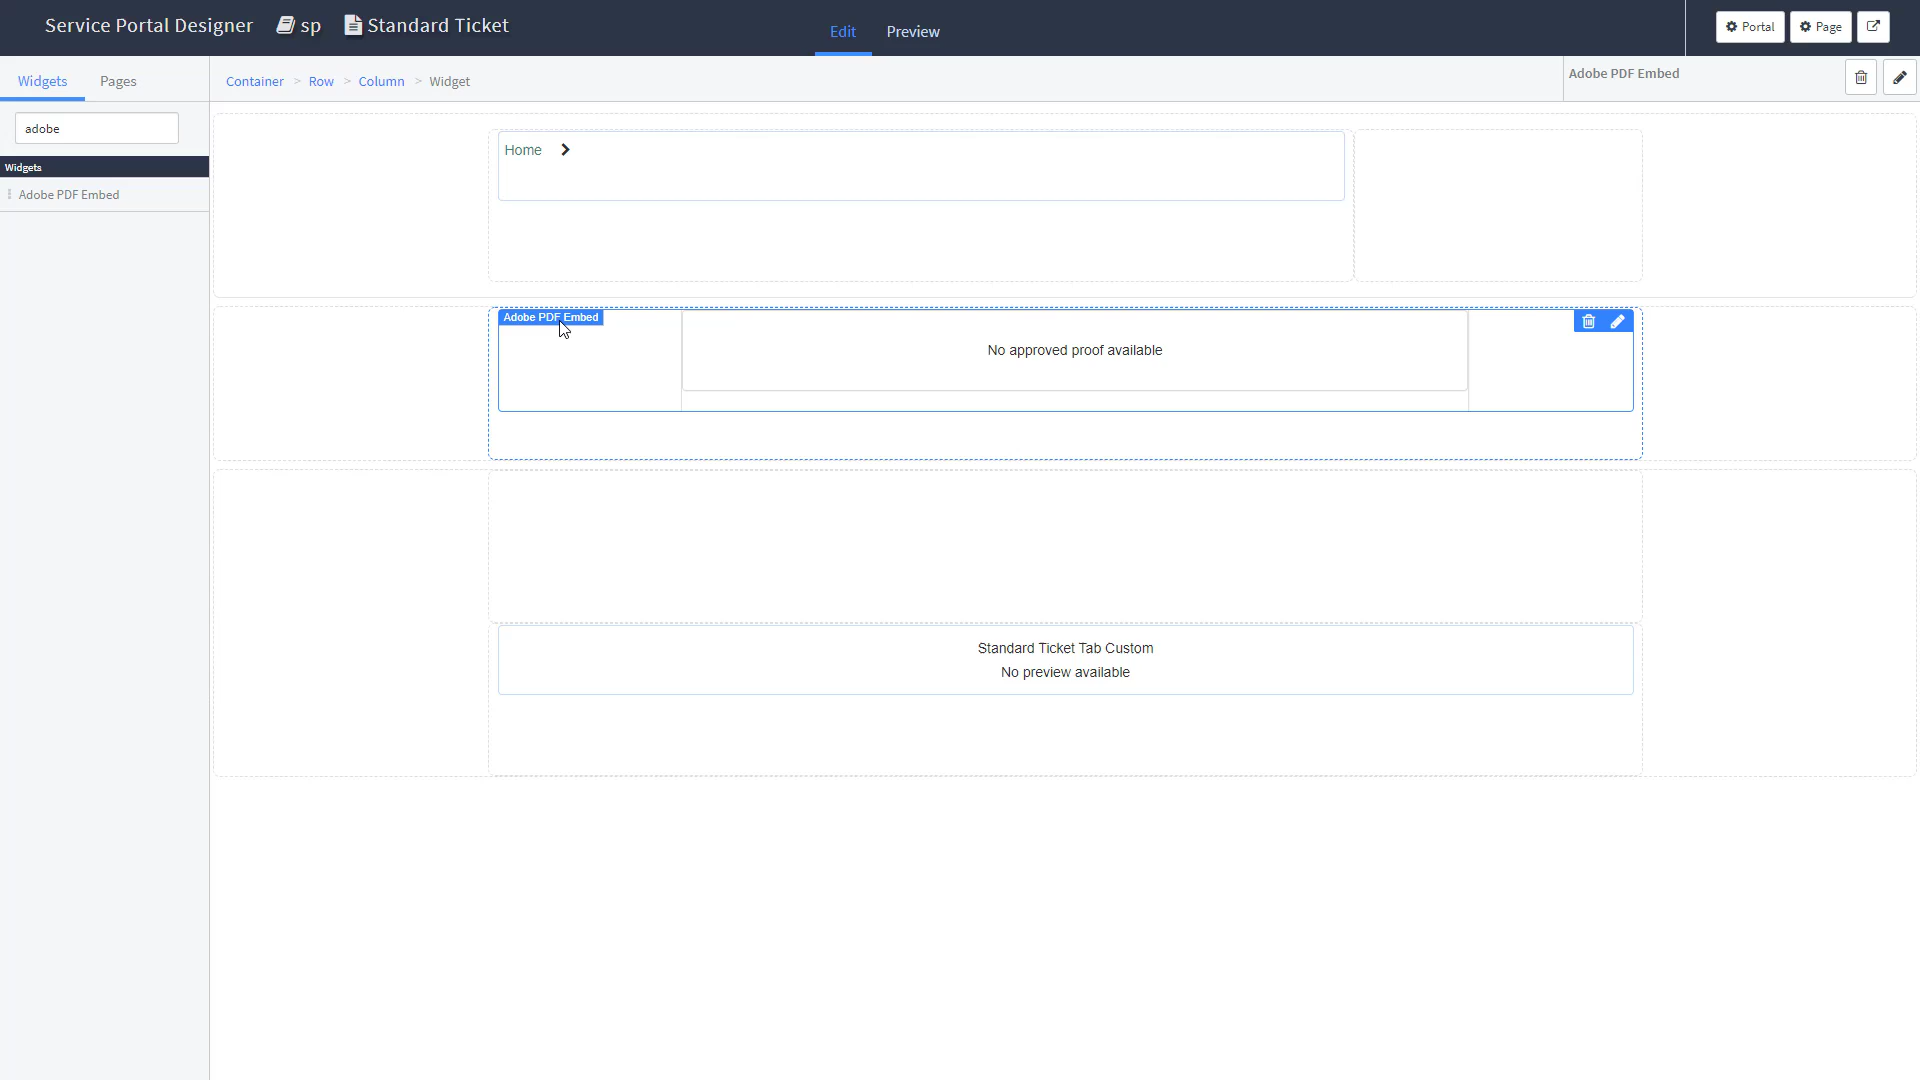 Service Portal Designer sp Standard Ticket
Edit Preview
Portal Page
Widgets Pages
Container > Row > Column > Widget
Adobe PDF Embed
adobe
Widgets
Adobe PDF Embed
Home
Adobe PDF Embed
No approved proof available
Standard Ticket Tab Custom
No preview available